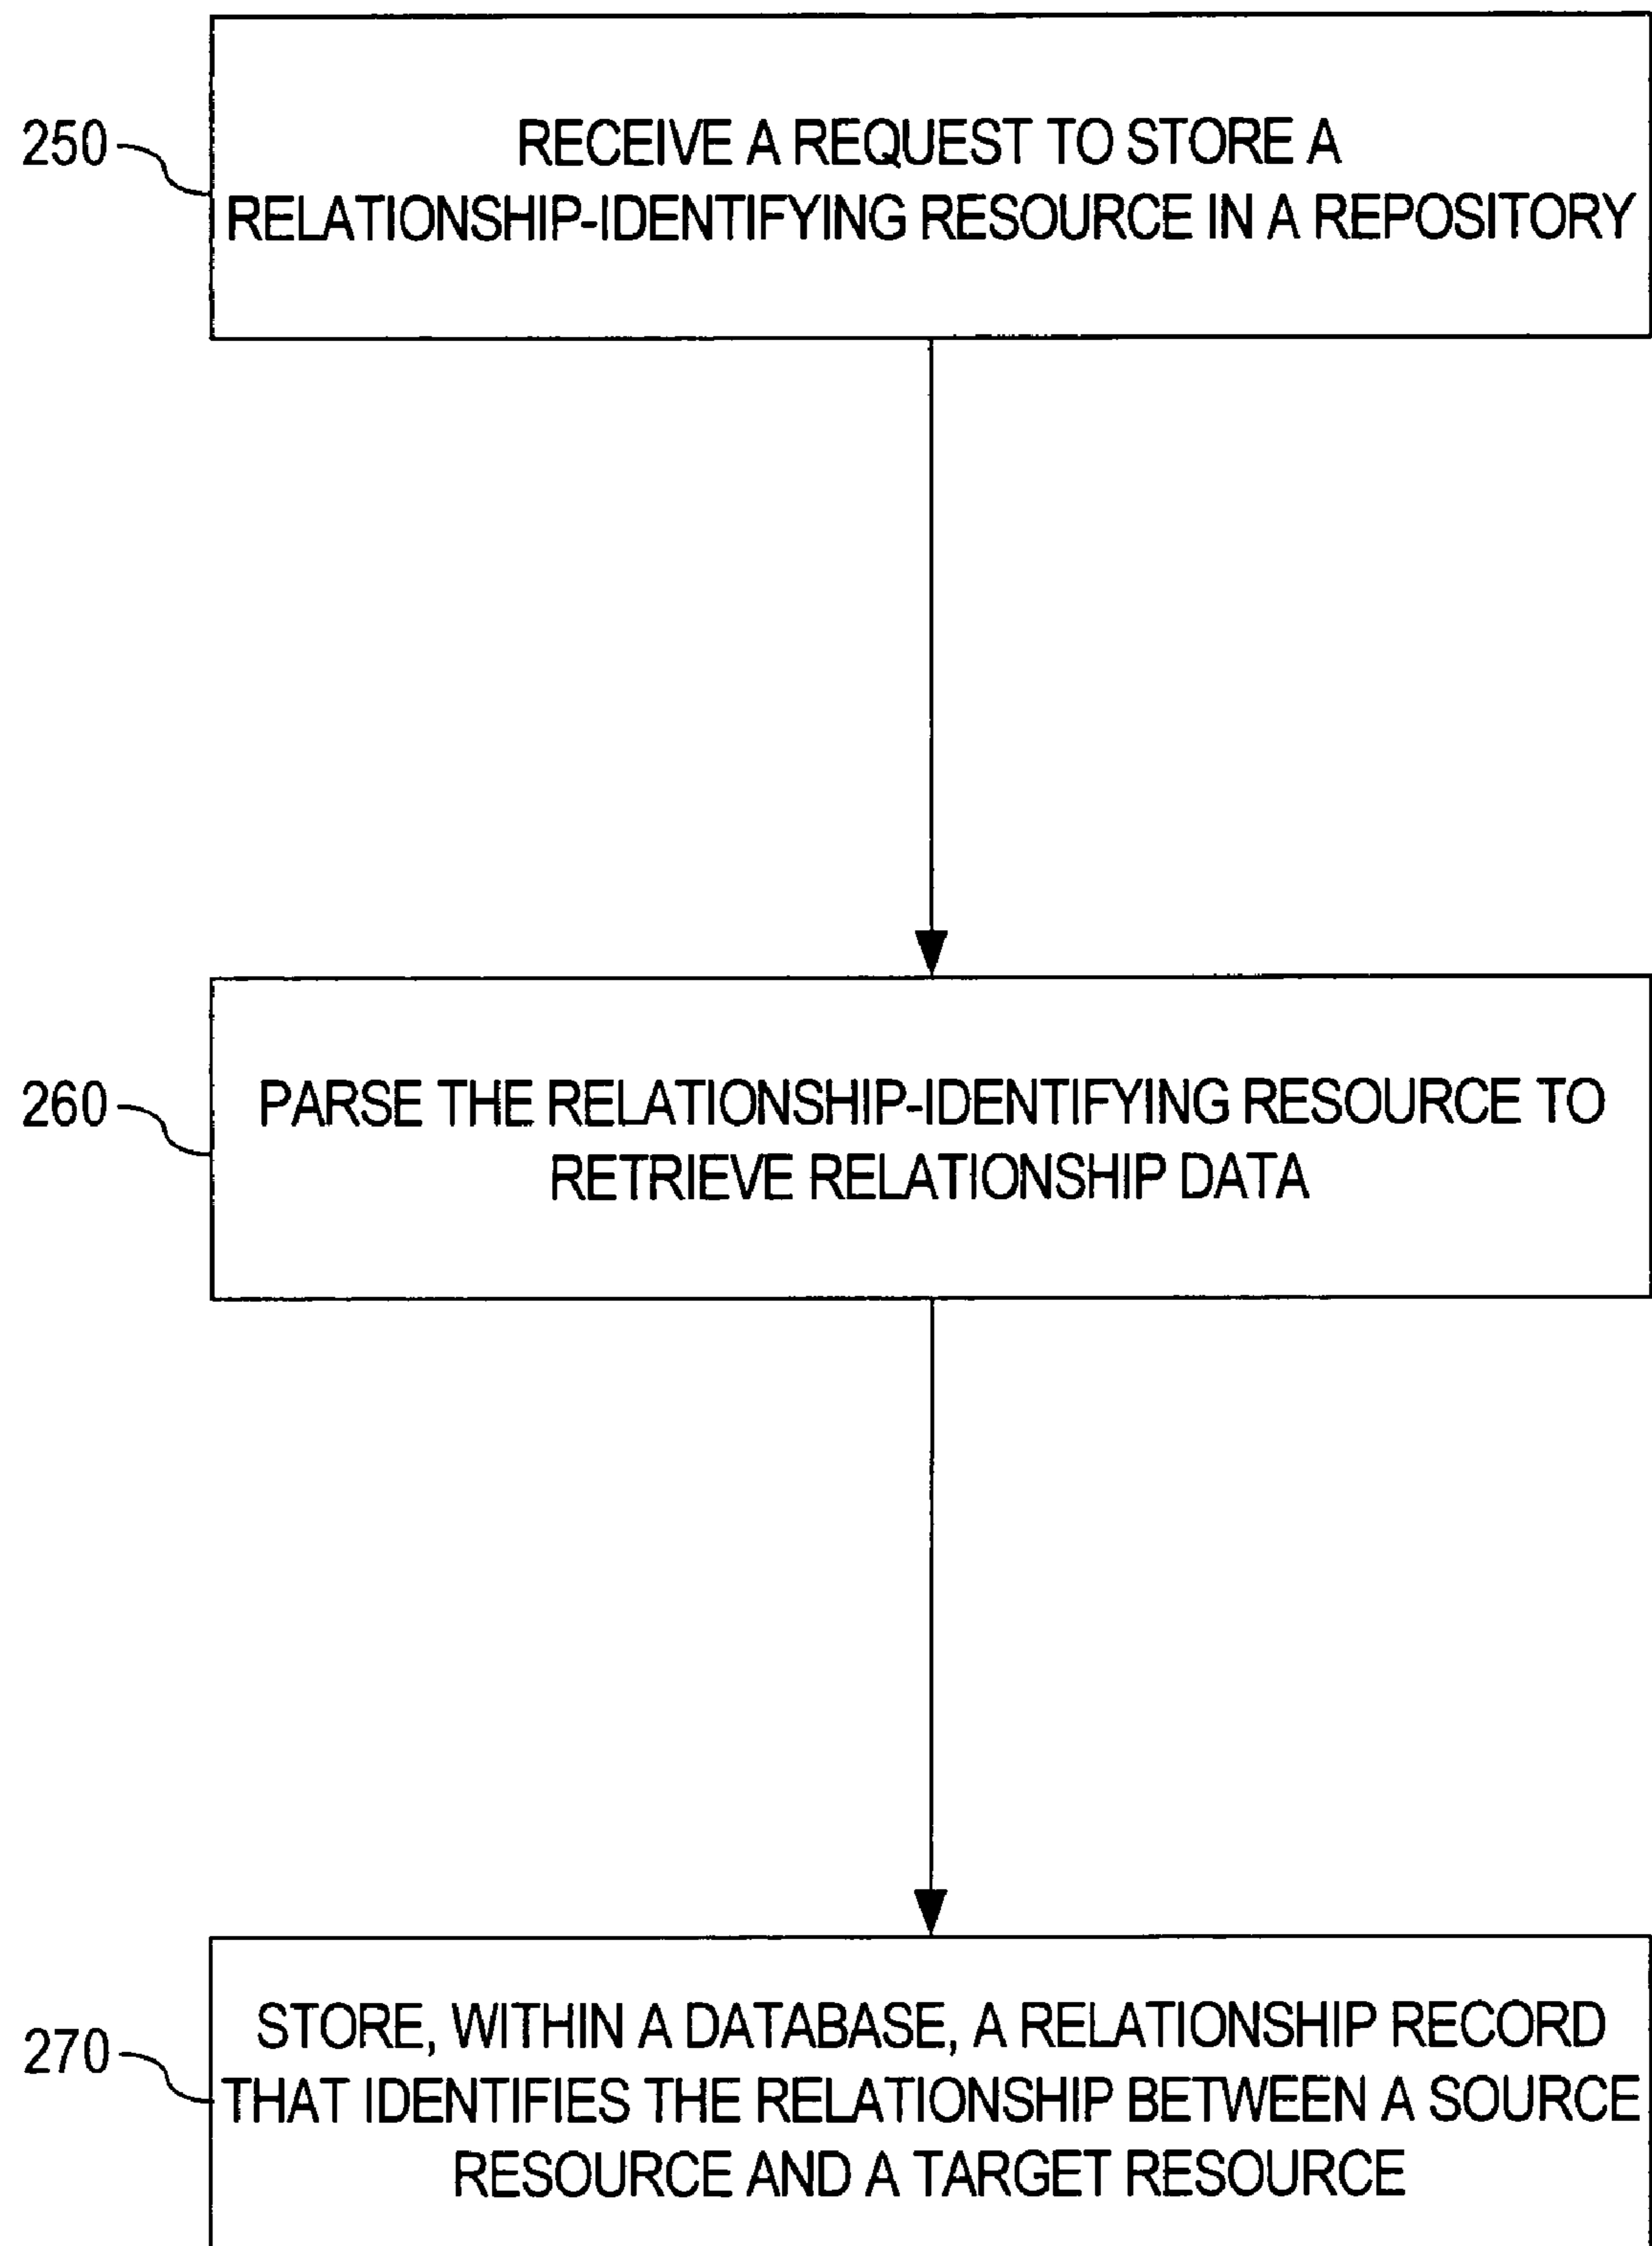 250
RECEIVE A REQUEST TO STORE A
RELATIONSHIP-IDENTIFYING RESOURCE IN A REPOSITORY
260
PARSE THE RELATIONSHIP-IDENTIFYING RESOURCE TO
RETRIEVE RELATIONSHIP DATA
270
STORE, WITHIN A DATABASE, A RELATIONSHIP RECORD
THAT IDENTIFIES THE RELATIONSHIP BETWEEN A SOURCE
RESOURCE AND A TARGET RESOURCE